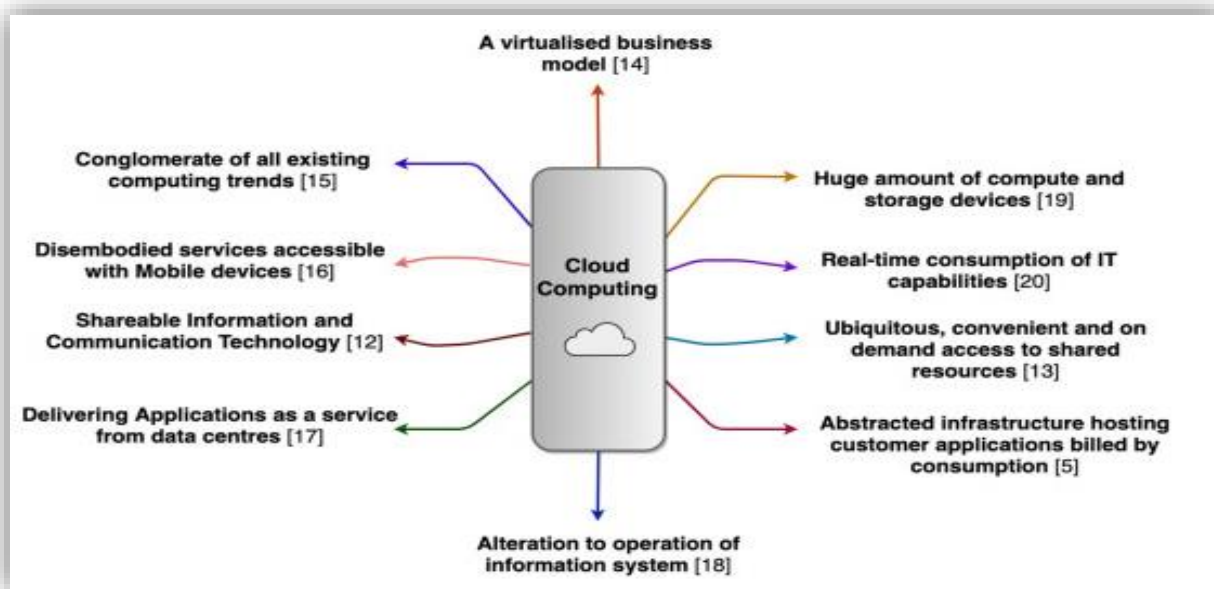 A virtualised business
model [14]
Conglomerate of all existing
computing trends [15]
Disembodied services accessible
with Mobile devices [16]
Shareable Information and
Communication Technology [12]
Delivering Applications as a service
from data centres [17]
Cloud
Computing
Huge amount of compute and
storage devices [19]
Real-time consumption of IT
capabilities [20]
Ubiquitous, convenient and on
demand access to shared
resources [13]
Abstracted infrastructure hosting
customer applications billed by
consumption [5]
Alteration to operation of
information system [18]